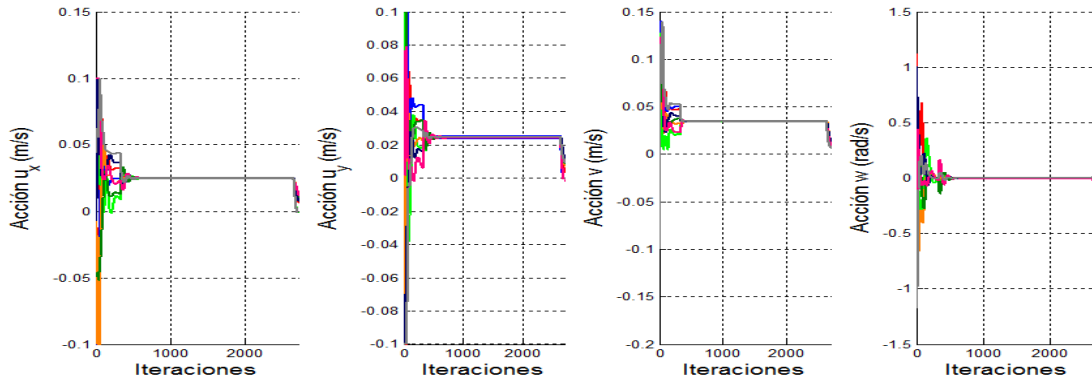 Acción u_x (m/s)
0.15
0.1
0.05
0
-0.05
-0.1
0 1000 2000
Iteraciones
Acción u_y (m/s)
0.1
0.08
0.06
0.04
0.02
0
-0.02
-0.04
-0.06
-0.08
-0.1
0 1000 2000
Iteraciones
Acción v (m/s)
0.15
0.1
0.05
0
-0.05
-0.1
-0.15
-0.2
0 1000 2000
Iteraciones
Acción w (rad/s)
1.5
1
0.5
0
-0.5
-1
-1.5
0 1000 2000
Iteraciones